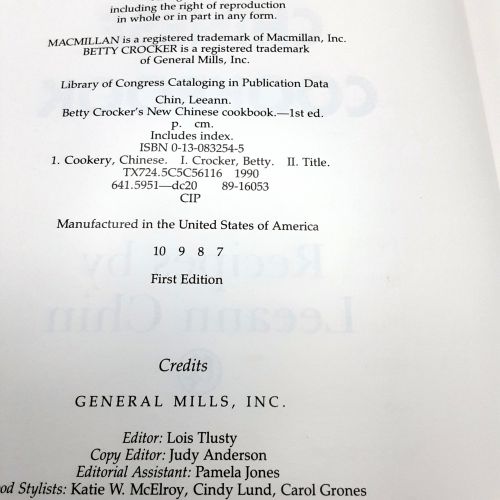 including the right of reproduction
in whole or in part in any form.
MACMILLAN is a registered trademark of Macmillan, Inc.
BETTY CROCKER is a registered trademark
of General Mills, Inc.
Library of Congress Cataloging in Publication Data
Chin, Leeann.
Betty Crocker's New Chinese cookbook.—1st ed.
p. cm.
Includes index.
ISBN 0-13-083254-5
1. Cookery, Chinese. I. Crocker, Betty. II. Title.
TX724.5C5C56116 1990
641.5951—dc20 89-16053
CIP
Manufactured in the United States of America
10 9 8 7
First Edition
Recipes by
Leeann Chin
Credits
GENERAL MILLS, INC.
Editor: Lois Tlusty
Copy Editor: Judy Anderson
Editorial Assistant: Pamela Jones
Stylists: Katie W. McElroy, Cindy Lund, Carol Grones